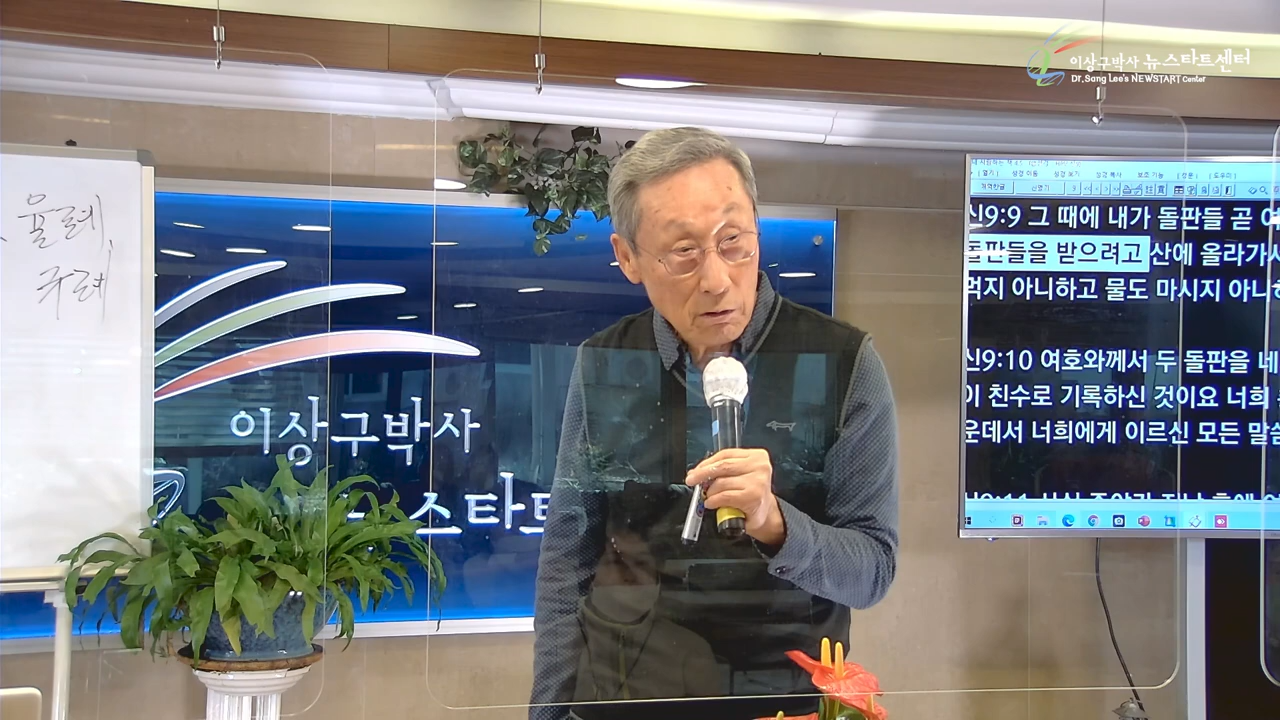 이상구박사 뉴스타트센터
Dr. Sang Lee's NEWSTART Center
율례,
규례
이상구박사
스타트
신9:9 그 때에 내가 돌판들 곧
돌판들을 받으려고 산에 올라가
먹지 아니하고 물도 마시지 아니
신9:10 여호와께서 두 돌판을 네
이 친수로 기록하신 것이요 너희
운데서 너희에게 이르신 모든 말씀